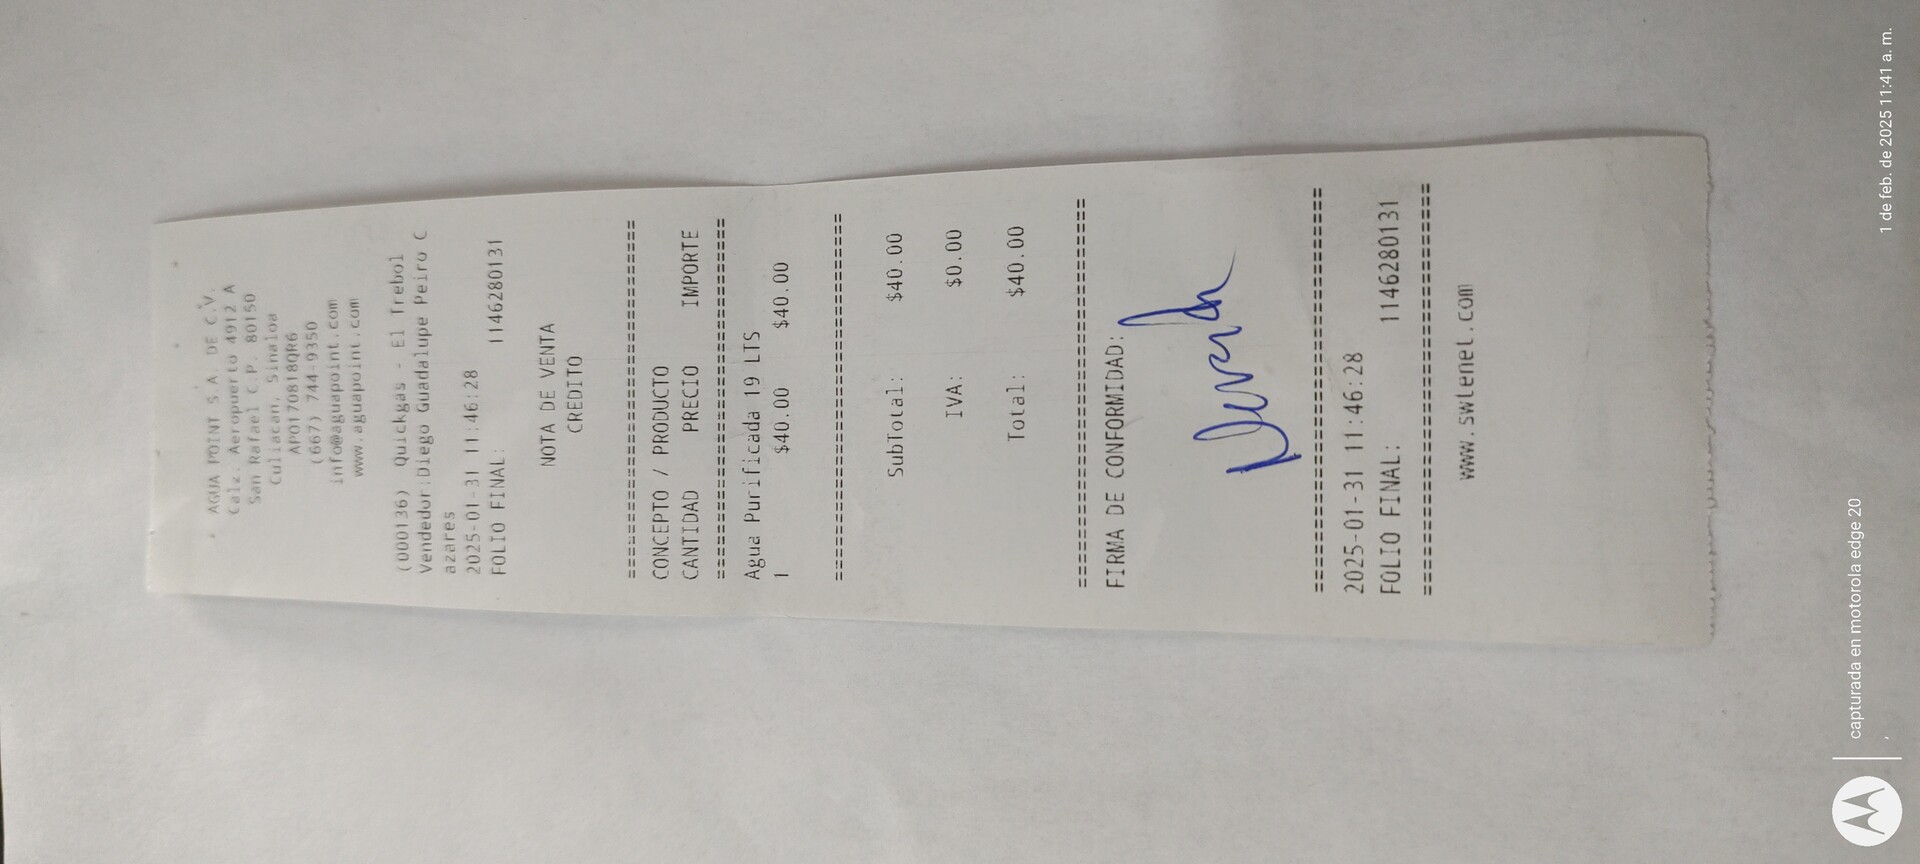 AGUA POINT S.A. DE C.V.
Calz. Aeropuerto 4912 A
San Rafael C.P. 80150
Culiacan, Sinaloa
APO170818QR6
(667) 744-9350
info@aguapoint.com
www.aguapoint.com
(000136) Quickgas - El Trebol
Vendedor:Diego Guadalupe Peiro C
azares
2025-01-31 11:46:28
FOLIO FINAL: 1146280131
NOTA DE VENTA
CREDITO
================================
CONCEPTO / PRODUCTO
CANTIDAD PRECIO IMPORTE
================================
Agua Purificada 19 LTS
1 $40.00 $40.00
================================
SubTotal: $40.00
IVA: $0.00
Total: $40.00
================================
FIRMA DE CONFORMIDAD:
================================
2025-01-31 11:46:28
FOLIO FINAL: 1146280131
================================
www.swlenet.com
capturada en motorola edge 20
1 de feb. de 2025 11:41 a. m.